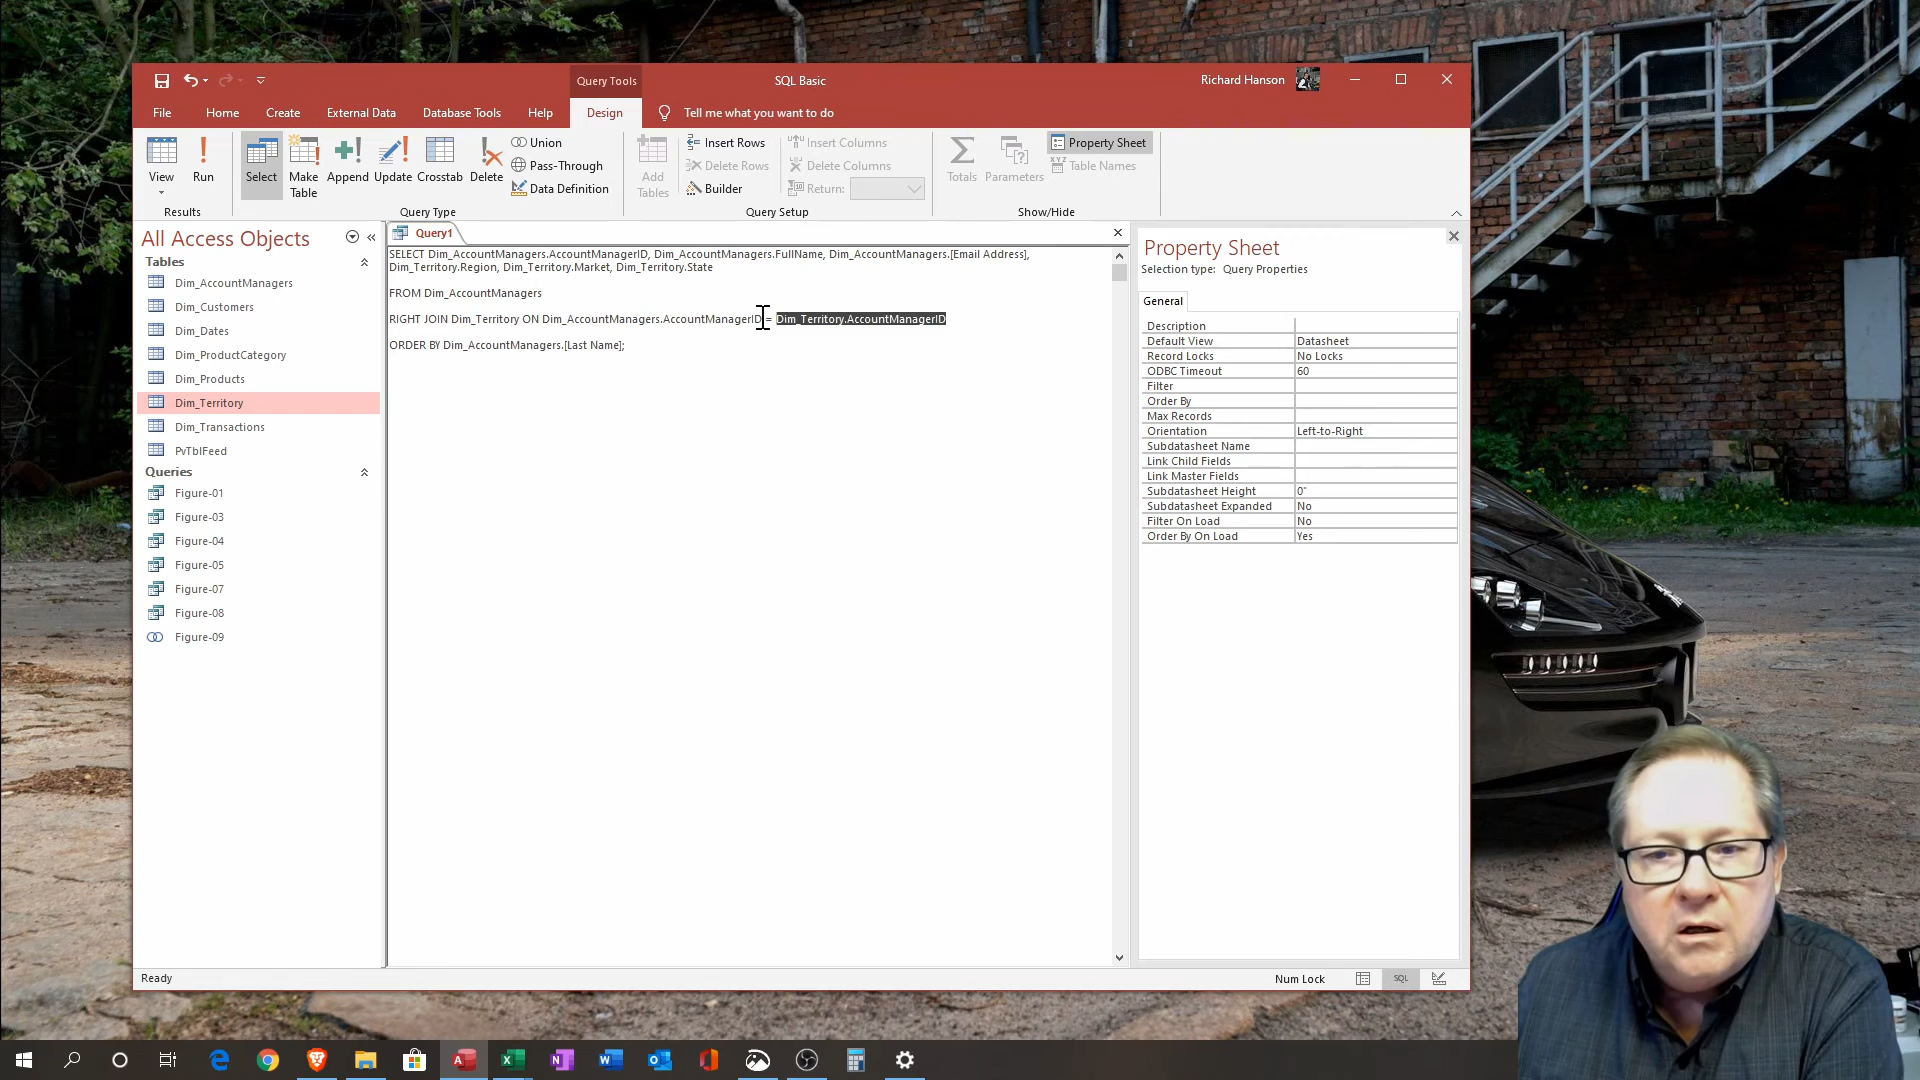 Query Tools
SQL Basic
Richard Hanson
File
Home
Create
External Data
Database Tools
Help
Design
Tell me what you want to do
View
Run
Select
Make Table
Append
Update
Crosstab
Delete
Union
Pass-Through
Data Definition
Add Tables
Insert Rows
Delete Rows
Builder
Insert Columns
Delete Columns
Return:
Totals
Parameters
Property Sheet
Table Names
Results
Query Type
Query Setup
Show/Hide
All Access Objects
Tables
Dim_AccountManagers
Dim_Customers
Dim_Dates
Dim_ProductCategory
Dim_Products
Dim_Territory
Dim_Transactions
PvTblFeed
Queries
Figure-01
Figure-03
Figure-04
Figure-05
Figure-07
Figure-08
Figure-09
Query1
SELECT Dim_AccountManagers.AccountManagerID, Dim_AccountManagers.FullName, Dim_AccountManagers.[Email Address],
Dim_Territory.Region, Dim_Territory.Market, Dim_Territory.State
FROM Dim_AccountManagers
RIGHT JOIN Dim_Territory ON Dim_AccountManagers.AccountManagerID = Dim_Territory.AccountManagerID
ORDER BY Dim_AccountManagers.[Last Name];
Property Sheet
Selection type: Query Properties
General
Description
Default View Datasheet
Record Locks No Locks
ODBC Timeout 60
Filter
Order By
Max Records
Orientation Left-to-Right
Subdatasheet Name
Link Child Fields
Link Master Fields
Subdatasheet Height 0"
Subdatasheet Expanded No
Filter On Load No
Order By On Load Yes
Ready
Num Lock
SQL